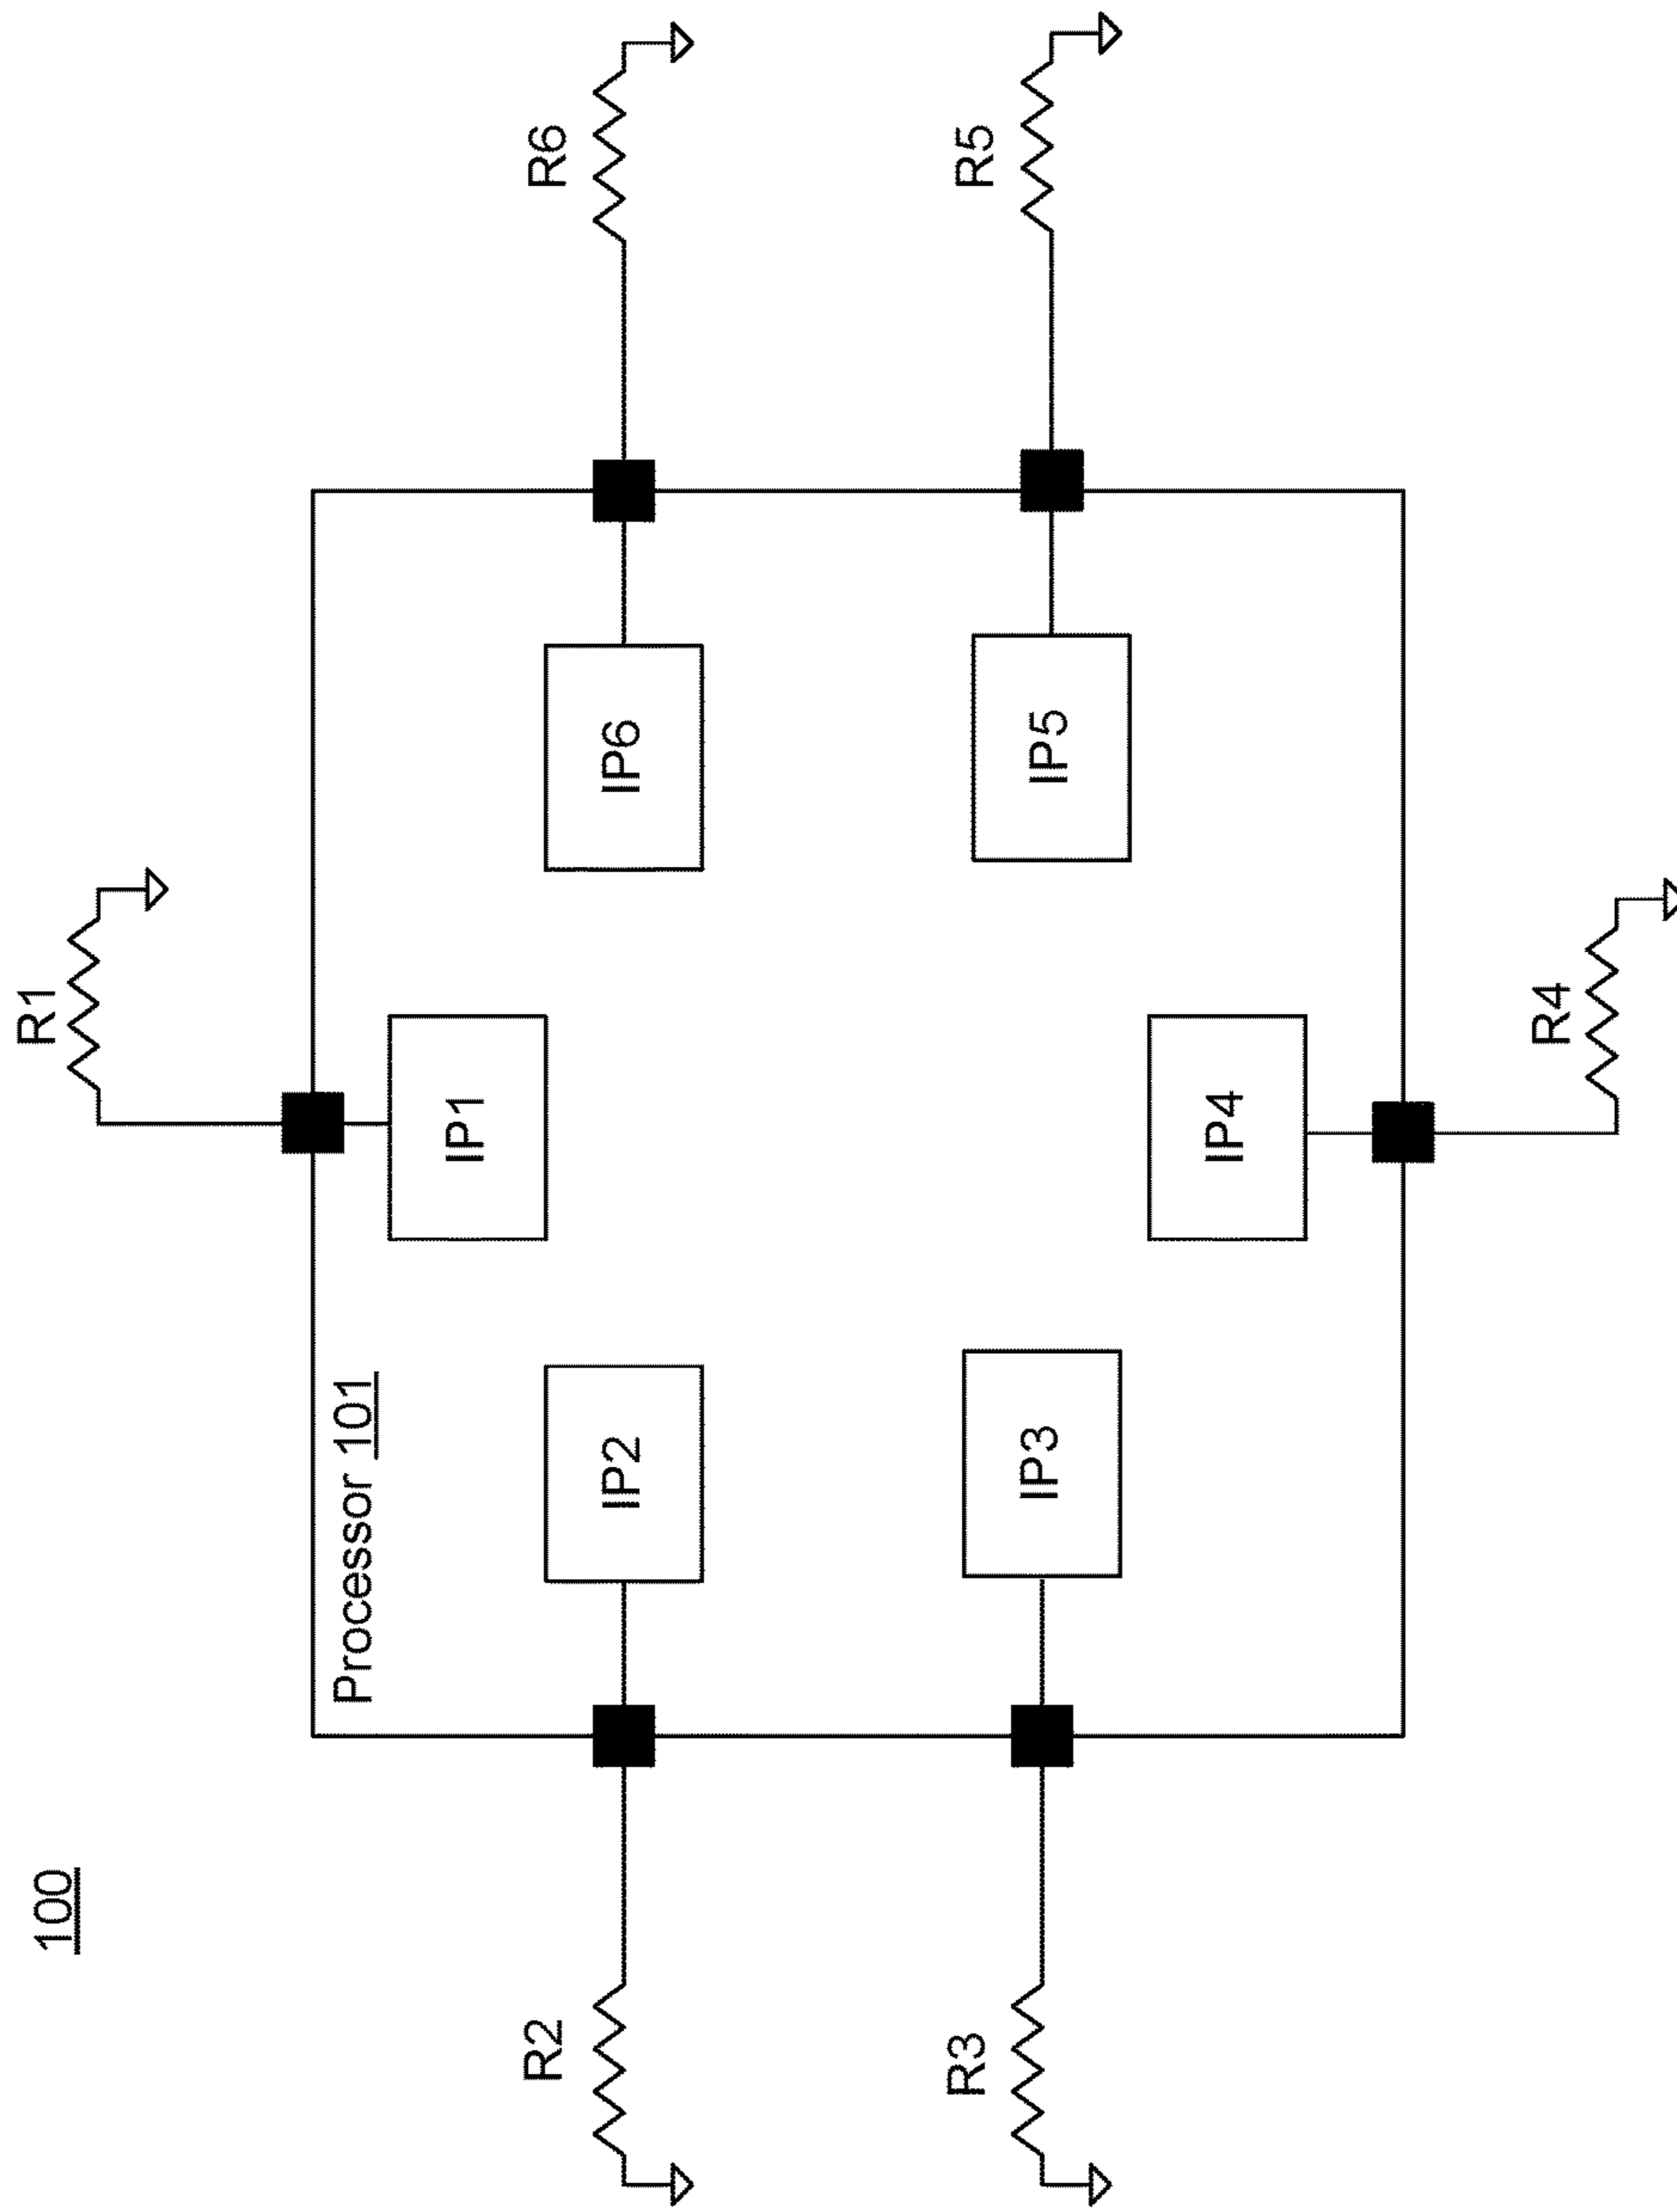 100
R1
Processor 101
IP1
R2
R6
IP2
IP6
R3
R5
IP3
IP5
IP4
R4